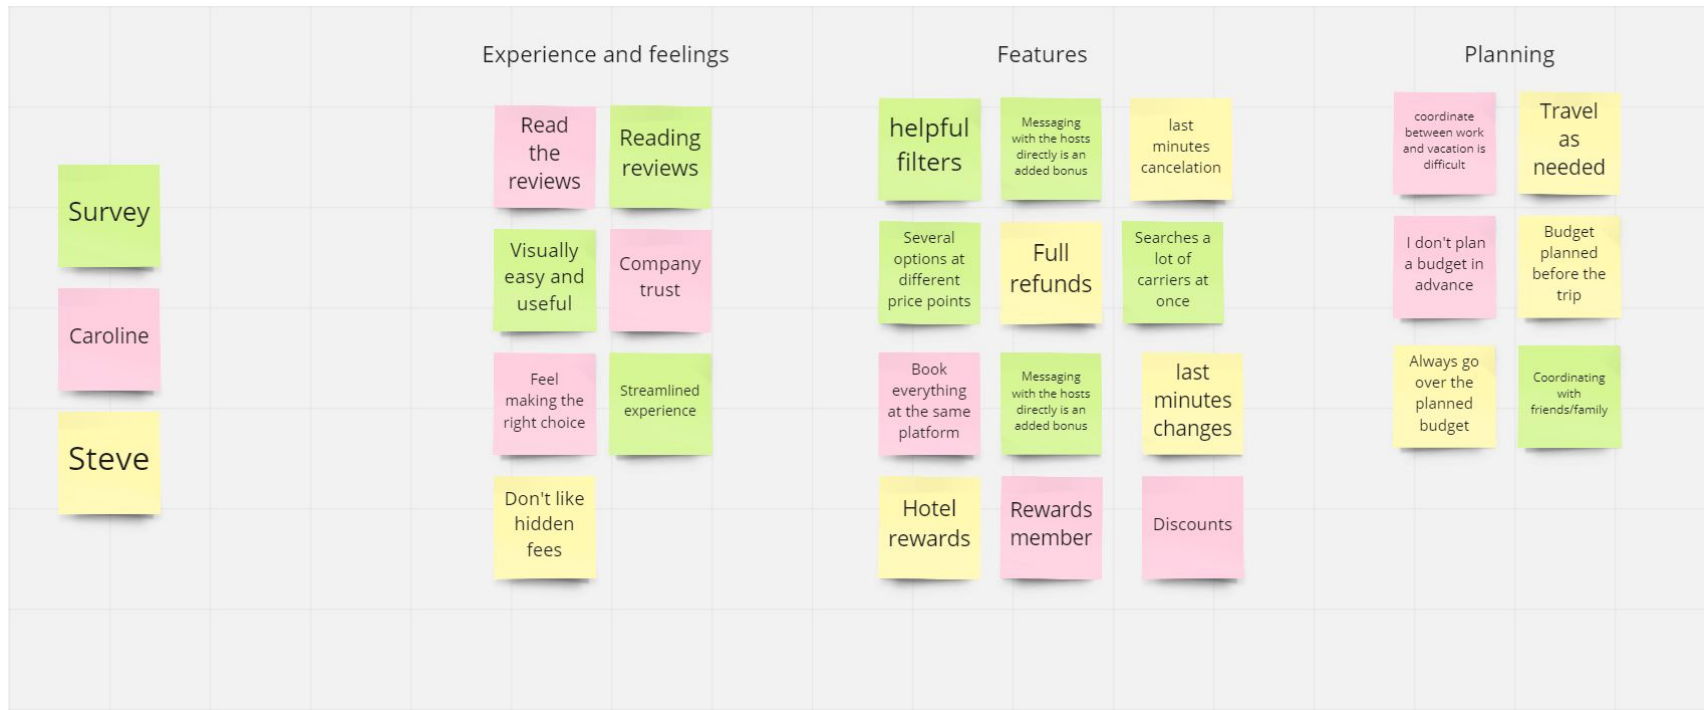 Experience and feelings
Features
Planning
Survey
Caroline
Steve
Read
the
reviews
Reading
reviews
Visually
easy and
useful
Company
trust
Feel
making the
right choice
Streamlined
experience
Don't like
hidden
fees
helpful
filters
Messaging
with the hosts
directly is an
added bonus
last
minutes
cancelation
Several
options at
different
price points
Full
refunds
Searches a
lot of
carriers at
once
Book
everything
at the same
platform
Messaging
with the hosts
directly is an
added bonus
last
minutes
changes
Hotel
rewards
Rewards
member
Discounts
coordinate
between work
and vacation is
difficult
Travel
as
needed
I don't plan
a budget in
advance
Budget
planned
before the
trip
Always go
over the
planned
budget
Coordinating
with
friends/family